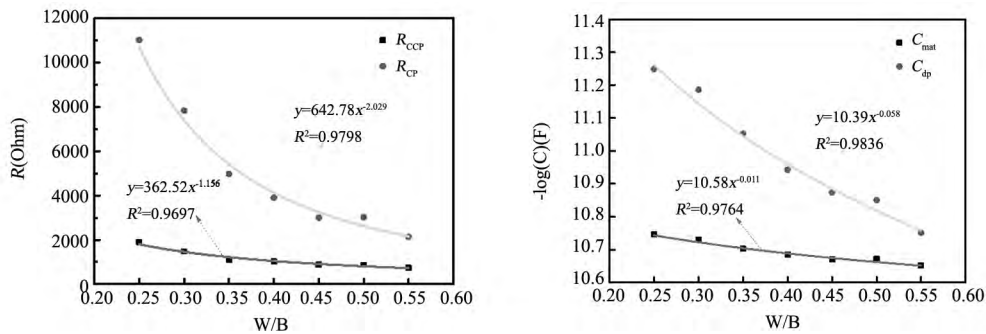 12000
10000
8000
6000
4000
2000
0
R(Ohm)
R_CCP
R_CP
y=642.78x^-2.029
R²=0.9798
y=362.52x^-1.156
R²=0.9697
0.20 0.25 0.30 0.35 0.40 0.45 0.50 0.55 0.60
W/B
11.4
11.3
11.2
11.1
11.0
10.9
10.8
10.7
10.6
-log(C)(F)
C_mat
C_dp
y=10.39x^-0.058
R²=0.9836
y=10.58x^-0.011
R²=0.9764
0.20 0.25 0.30 0.35 0.40 0.45 0.50 0.55 0.60
W/B